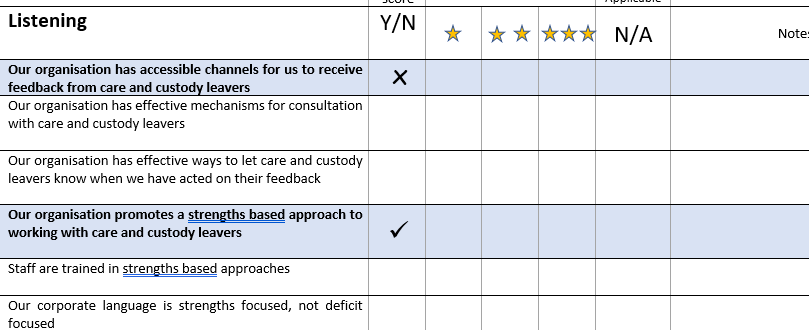 Score
Applicable
Listening
Y/N
N/A
Notes
Our organisation has accessible channels for us to receive
feedback from care and custody leavers
Our organisation has effective mechanisms for consultation
with care and custody leavers
Our organisation has effective ways to let care and custody
leavers know when we have acted on their feedback
Our organisation promotes a strengths based approach to
working with care and custody leavers
Staff are trained in strengths based approaches
Our corporate language is strengths focused, not deficit
focused